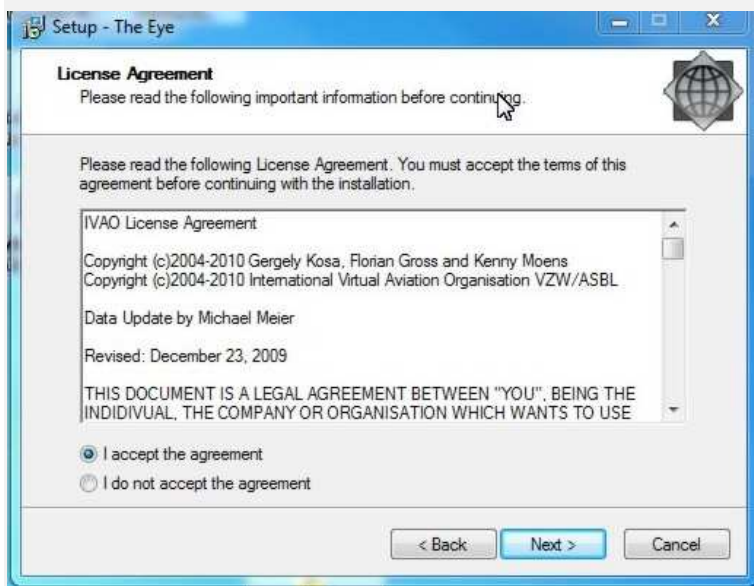 Setup - The Eye
License Agreement
Please read the following important information before continuing.
Please read the following License Agreement. You must accept the terms of this
agreement before continuing with the installation.
IVAO License Agreement
Copyright (c)2004-2010 Gergely Kosa, Florian Gross and Kenny Moens
Copyright (c)2004-2010 International Virtual Aviation Organisation VZW/ASBL
Data Update by Michael Meier
Revised: December 23, 2009
THIS DOCUMENT IS A LEGAL AGREEMENT BETWEEN "YOU", BEING THE
INDIDIVUAL, THE COMPANY OR ORGANISATION WHICH WANTS TO USE
I accept the agreement
I do not accept the agreement
< Back Next > Cancel